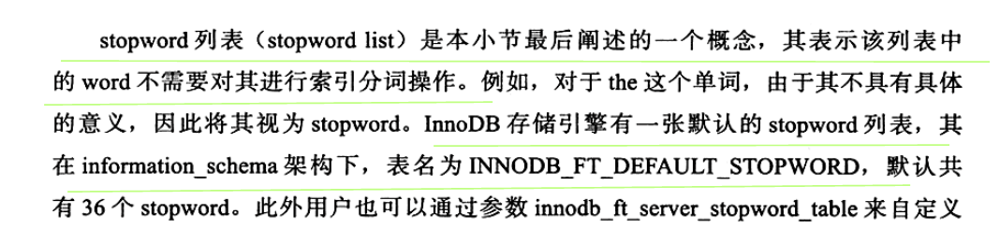 stopword 列表（stopword list）是本小节最后阐述的一个概念，其表示该列表中
的 word 不需要对其进行索引分词操作。例如，对于 the 这个单词，由于其不具有具体
的意义，因此将其视为 stopword。InnoDB 存储引擎有一张默认的 stopword 列表，其
在 information_schema 架构下，表名为 INNODB_FT_DEFAULT_STOPWORD，默认共
有 36 个 stopword。此外用户也可以通过参数 innodb_ft_server_stopword_table 来自定义